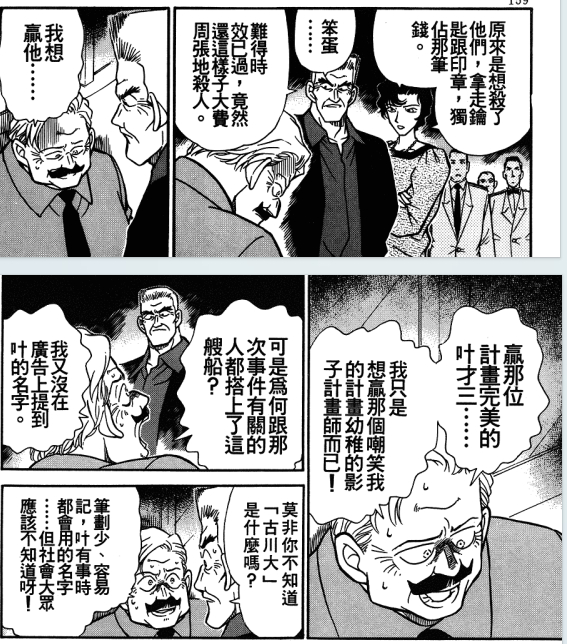 159
原來是想殺了
他們，拿走鑰
匙跟印章，獨
佔那筆
錢。
笨蛋
……
難得時
效已過，竟然
還這樣子大費
周張地殺人。
我想
贏他……
贏那位
計畫完美的
叶才三……
我只是
想贏那個嘲笑我
的計畫幼稚的影
子計畫師而已！
可是為何跟那
次事件有關的
人都搭上了這
艘船？
我又沒在
廣告上提到
叶的名字。
莫非你不知道
「古川大」
是什麼嗎？
筆劃少、容易
記，叶有事時
都會用的名字
……但社會大眾
應該不知道呀！